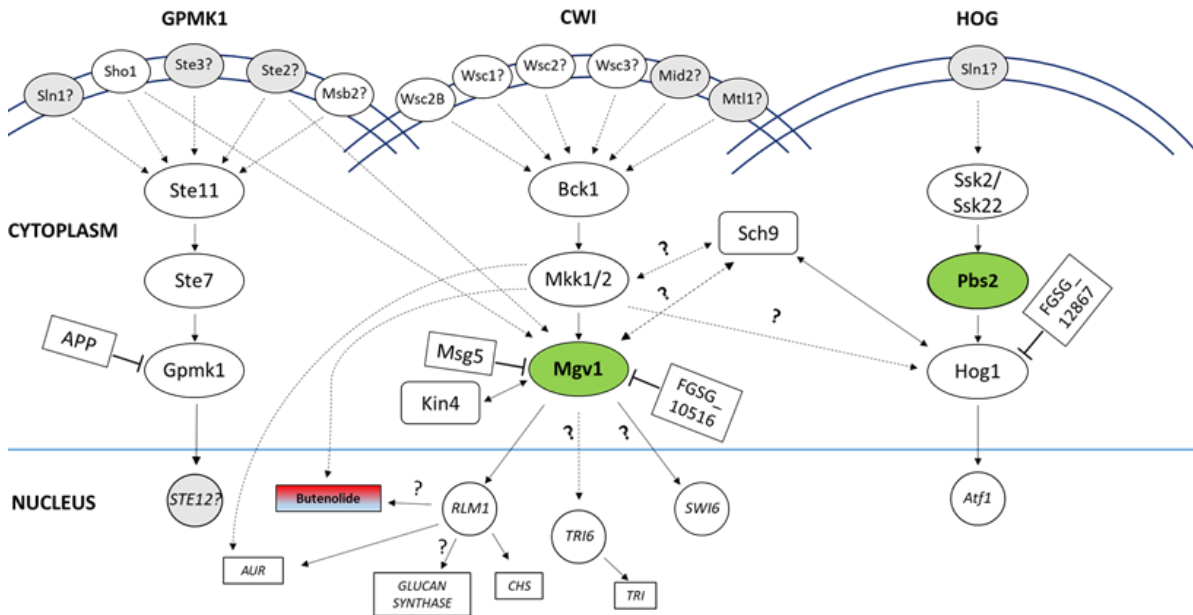 GPMK1
CWI
HOG
Sln1?
Sho1
Ste3?
Ste2?
Msb2?
Wsc2B
Wsc1?
Wsc2?
Wsc3?
Mid2?
Mtl1?
Sln1?
Ste11
Bck1
Ssk2/
Ssk22
CYTOPLASM
Sch9
?
Ste7
Mkk1/2
Pbs2
FGSG_
12867
?
?
APP
Msg5
Gpmk1
Mgv1
Hog1
Kin4
FGSG_
10516
?
?
NUCLEUS
STE12?
Butenolide
?
RLM1
SWI6
Atf1
TRI6
?
AUR
GLUCAN
SYNTHASE
CHS
TRI